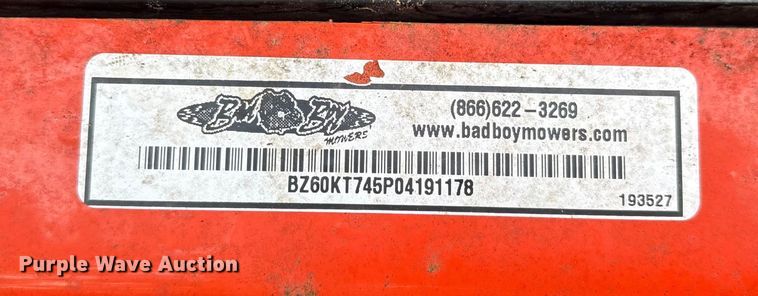 BAD BOY
MOWERS
(866)622-3269
www.badboymowers.com
BZ60KT745P04191178
193527
Purple Wave Auction